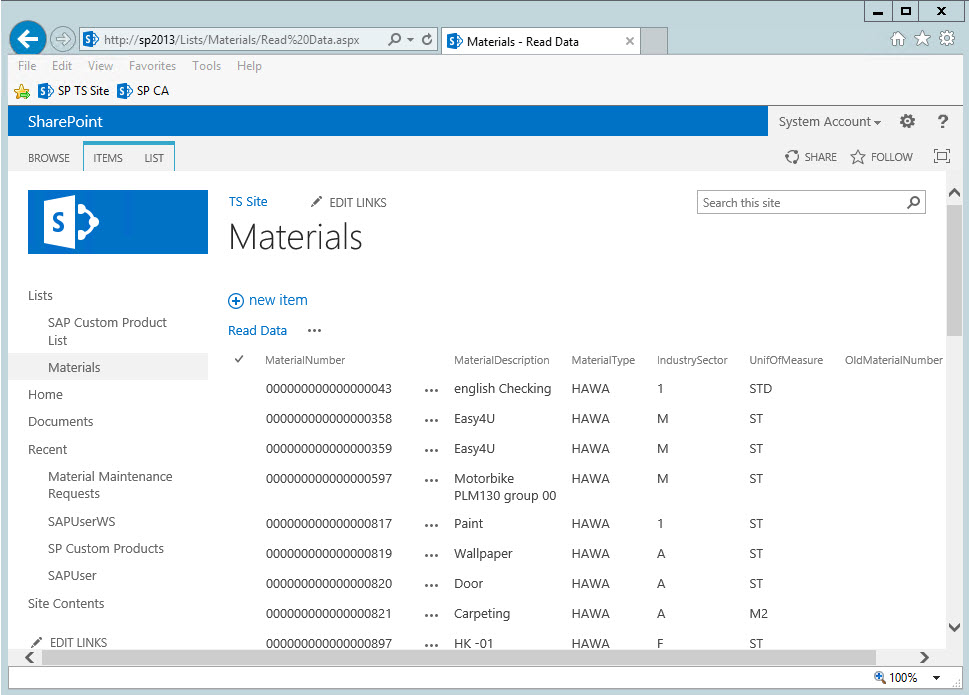 http://sp2013/Lists/Materials/Read%20Data.aspx
Materials - Read Data
File Edit View Favorites Tools Help
SP TS Site SP CA
SharePoint
System Account
?
BROWSE ITEMS LIST
SHARE FOLLOW
S
TS Site EDIT LINKS
Search this site
Materials
Lists
SAP Custom Product
List
Materials
Home
Documents
Recent
Material Maintenance
Requests
SAPUserWS
SP Custom Products
SAPUser
Site Contents
EDIT LINKS
new item
Read Data ...
MaterialNumber MaterialDescription MaterialType IndustrySector UnifOfMeasure OldMaterialNumber
000000000000000043 ... english Checking HAWA 1 STD
000000000000000358 ... Easy4U HAWA M ST
000000000000000359 ... Easy4U HAWA M ST
000000000000000597 ... Motorbike HAWA M ST
PLM130 group 00
000000000000000817 ... Paint HAWA 1 ST
000000000000000819 ... Wallpaper HAWA A ST
000000000000000820 ... Door HAWA A ST
000000000000000821 ... Carpeting HAWA A M2
000000000000000897 ... HK -01 HAWA F ST
100%